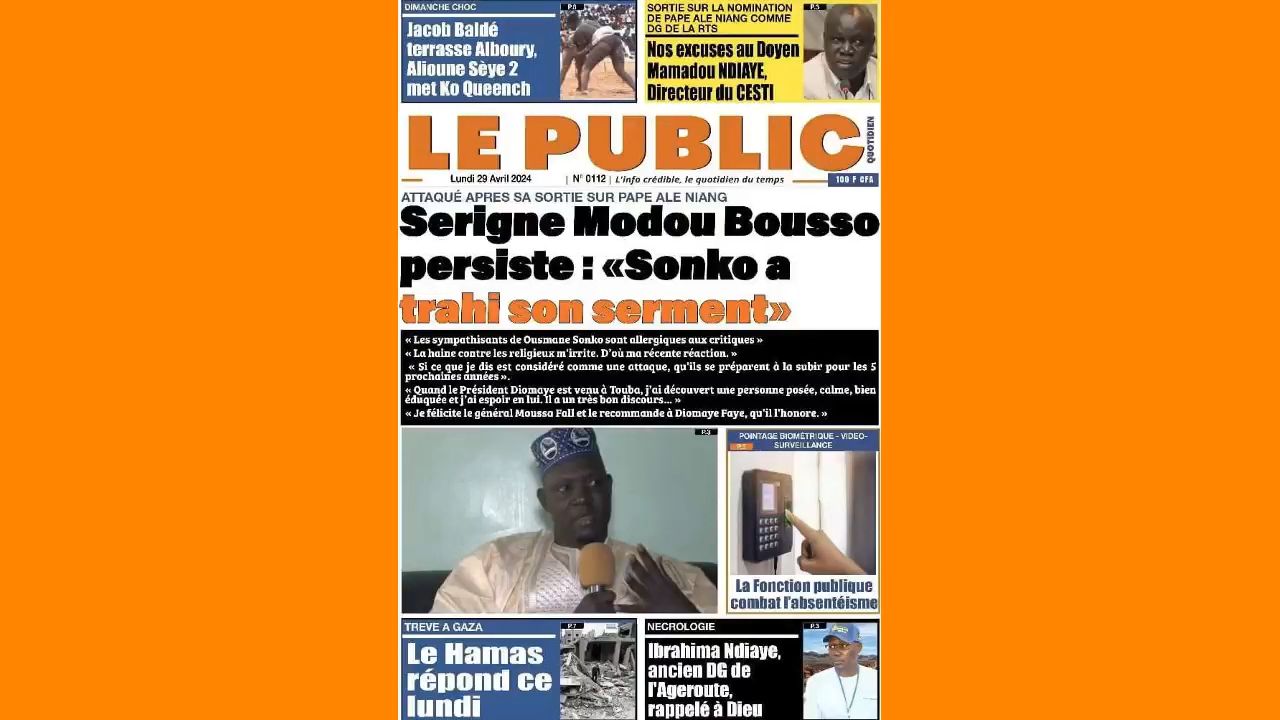 DIMANCHE CHOC
P.8
Jacob Baldé
terrasse Alboury,
Alioune Sèye 2
met Ko Queench
SORTIE SUR LA NOMINATION
DE PAPE ALE NIANG COMME
DG DE LA RTS
P.5
Nos excuses au Doyen
Mamadou NDIAYE,
Directeur du CESTI
LE PUBLIC
QUOTIDIEN
Lundi 29 Avril 2024 | N° 0112 | L'info crédible, le quotidien du temps
100 F CFA
ATTAQUÉ APRES SA SORTIE SUR PAPE ALE NIANG
Serigne Modou Bousso
persiste : «Sonko a
trahi son serment»
« Les sympathisants de Ousmane Sonko sont allergiques aux critiques »
« La haine contre les religieux m'irrite. D'où ma récente réaction. »
« Si ce que je dis est considéré comme une attaque, qu'ils se préparent à la subir pour les 5
prochaines années ».
« Quand le Président Diomaye est venu à Touba, j'ai découvert une personne posée, calme, bien
éduquée et j'ai espoir en lui. Il a un très bon discours... »
« Je félicite le général Moussa Fall et le recommande à Diomaye Faye, qu'il l'honore. »
P.3
POINTAGE BIOMÉTRIQUE - VIDEO-
SURVEILLANCE
La Fonction publique
combat l'absentéisme
TREVE A GAZA
P.7
Le Hamas
répond ce
lundi
NECROLOGIE
P.3
Ibrahima Ndiaye,
ancien DG de
l'Ageroute,
rappelé à Dieu